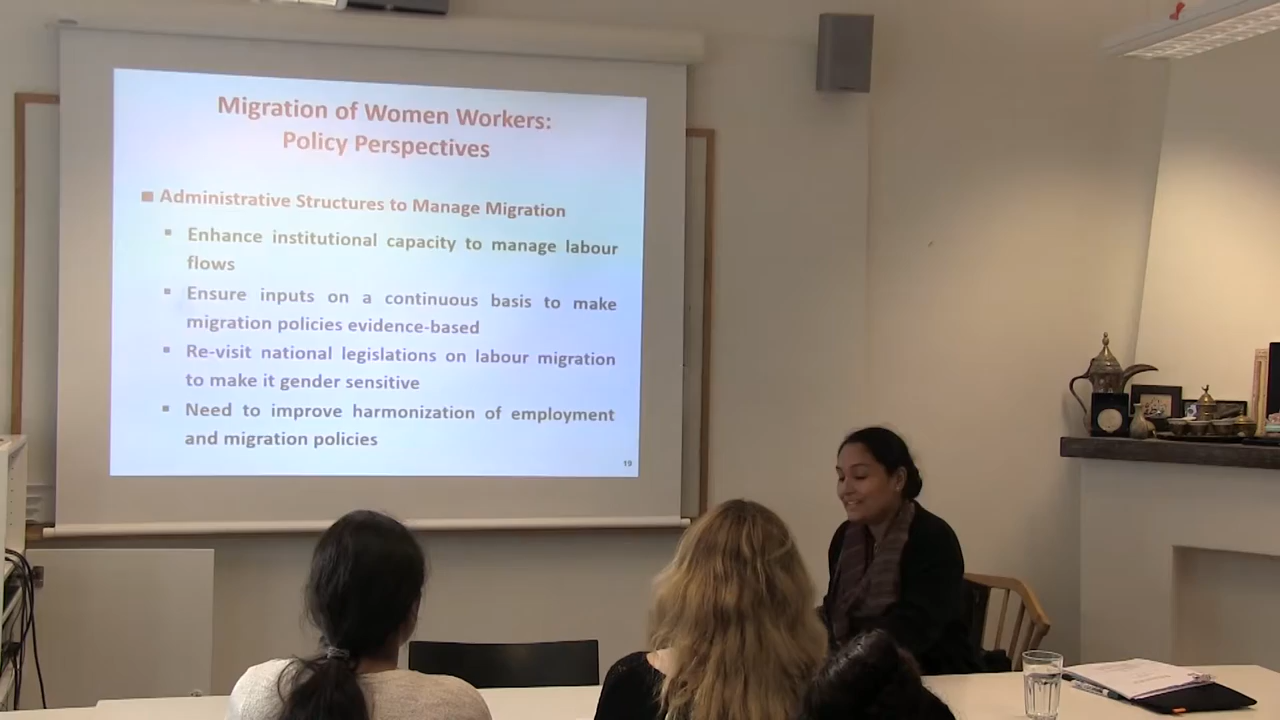 Migration of Women Workers:
Policy Perspectives
Administrative Structures to Manage Migration
Enhance institutional capacity to manage labour
flows
Ensure inputs on a continuous basis to make
migration policies evidence-based
Re-visit national legislations on labour migration
to make it gender sensitive
Need to improve harmonization of employment
and migration policies
19